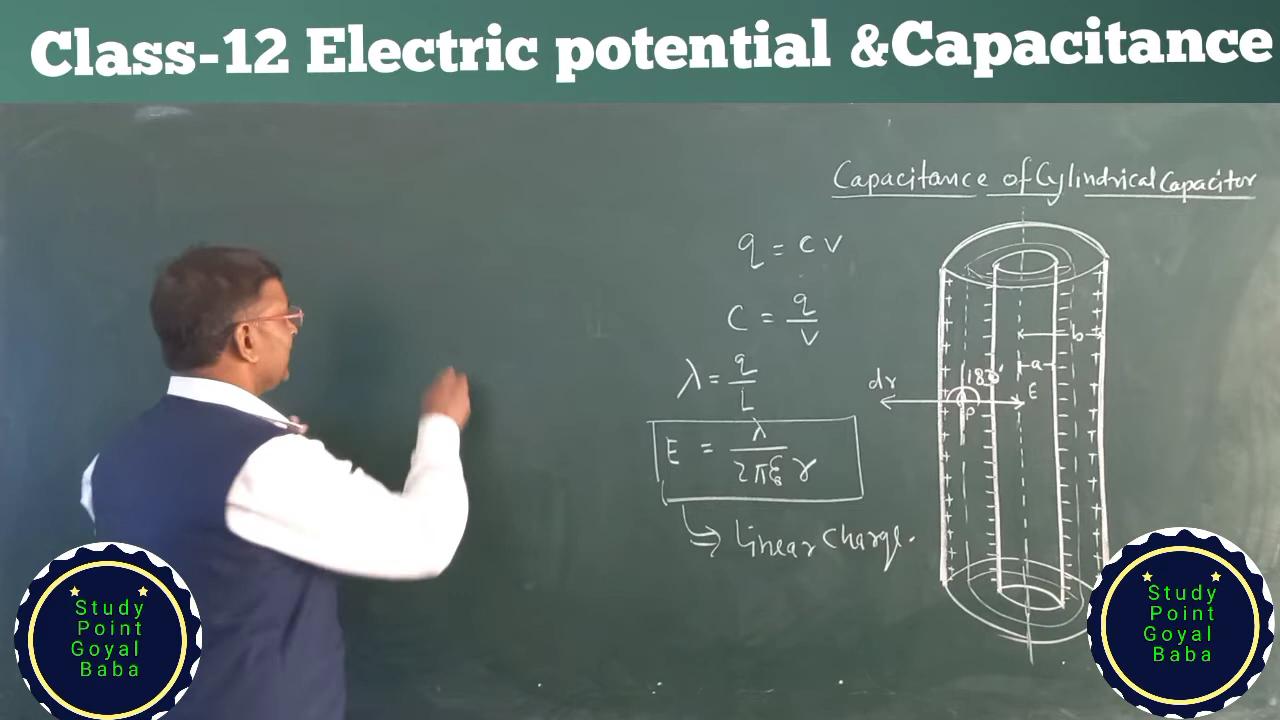 Class-12 Electric potential &Capacitance
Capacitance of Cylindrical Capacitor
q = c v
C = q/v
λ = q/L
E = λ/2πε₀r
→ linear charge.
dr
180°
P
E
a
b
Study
Point
Goyal
Baba
Study
Point
Goyal
Baba